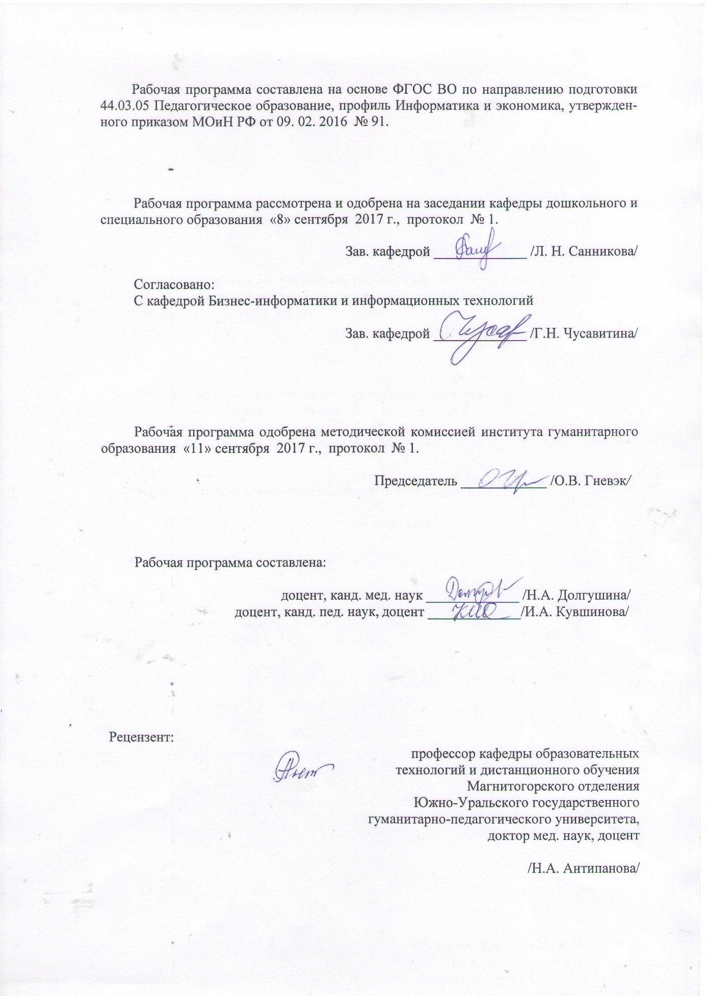 Рабочая программа составлена на основе ФГОС ВО по направлению подготовки
44.03.05 Педагогическое образование, профиль Информатика и экономика, утвержден-
ного приказом МОиН РФ от 09. 02. 2016 № 91.
Рабочая программа рассмотрена и одобрена на заседании кафедры дошкольного и
специального образования «8» сентября 2017 г., протокол № 1.
Зав. кафедрой _____________ /Л. Н. Санникова/
Согласовано:
С кафедрой Бизнес-информатики и информационных технологий
Зав. кафедрой _____________ /Г.Н. Чусавитина/
Рабочая программа одобрена методической комиссией института гуманитарного
образования «11» сентября 2017 г., протокол № 1.
Председатель ____________ /О.В. Гневэк/
Рабочая программа составлена:
доцент, канд. мед. наук _____________ /Н.А. Долгушина/
доцент, канд. пед. наук, доцент _____________/И.А. Кувшинова/
Рецензент:
профессор кафедры образовательных
технологий и дистанционного обучения
Магнитогорского отделения
Южно-Уральского государственного
гуманитарно-педагогического университета,
доктор мед. наук, доцент
/Н.А. Антипанова/